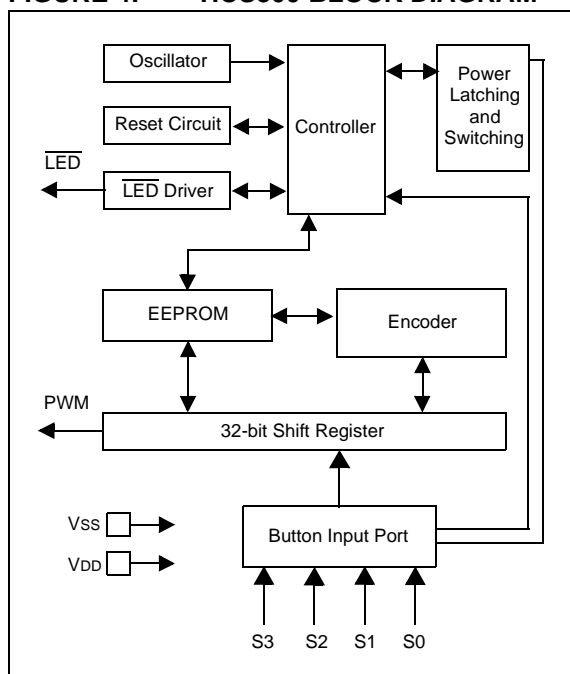 FIGURE BLOCK DIAGRAM
Oscillator
Reset Circuit
LED
LED Driver
Controller
Power
Latching
and
Switching
EEPROM
Encoder
PWM
32-bit Shift Register
VSS
VDD
Button Input Port
S3 S2 S1 S0